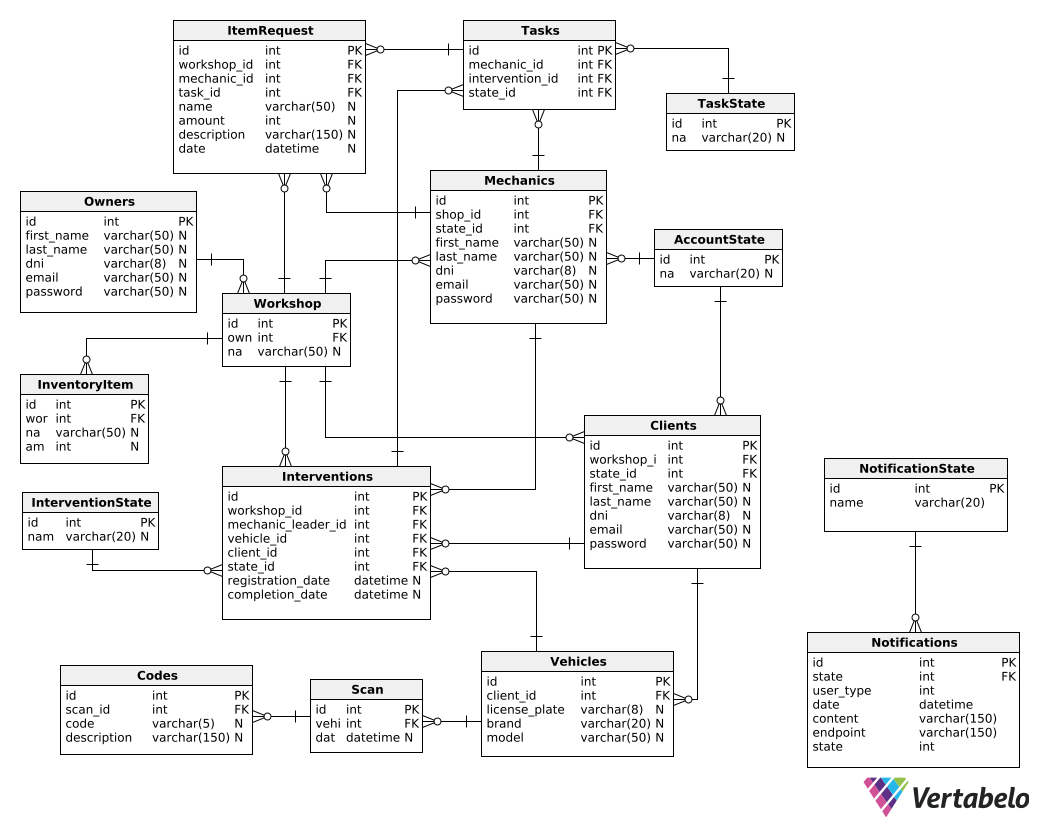 ItemRequest
id int PK
workshop_id int FK
mechanic_id int FK
task_id int FK
name varchar(50) N
amount int N
description varchar(150) N
date datetime N
Tasks
id int PK
mechanic_id int FK
intervention_id int FK
state_id int FK
TaskState
id int PK
na varchar(20) N
Owners
id int PK
first_name varchar(50) N
last_name varchar(50) N
dni varchar(8) N
email varchar(50) N
password varchar(50) N
Mechanics
id int PK
shop_id int FK
state_id int FK
first_name varchar(50) N
last_name varchar(50) N
dni varchar(8) N
email varchar(50) N
password varchar(50) N
AccountState
id int PK
na varchar(20) N
Workshop
id int PK
own int FK
na varchar(50) N
InventoryItem
id int PK
wor int FK
na varchar(50) N
am int N
Clients
id int PK
workshop_i int FK
state_id int FK
first_name varchar(50) N
last_name varchar(50) N
dni varchar(8) N
email varchar(50) N
password varchar(50) N
Interventions
id int PK
workshop_id int FK
mechanic_leader_id int FK
vehicle_id int FK
client_id int FK
state_id int FK
registration_date datetime N
completion_date datetime N
InterventionState
id int PK
nam varchar(20) N
NotificationState
id int PK
name varchar(20)
Notifications
id int PK
state int FK
user_type int
date datetime
content varchar(150)
endpoint varchar(150)
state int
Codes
id int PK
scan_id int FK
code varchar(5) N
description varchar(150) N
Scan
id int PK
vehi int FK
dat datetime N
Vehicles
id int PK
client_id int FK
license_plate varchar(8) N
brand varchar(20) N
model varchar(50) N
Vertabelo